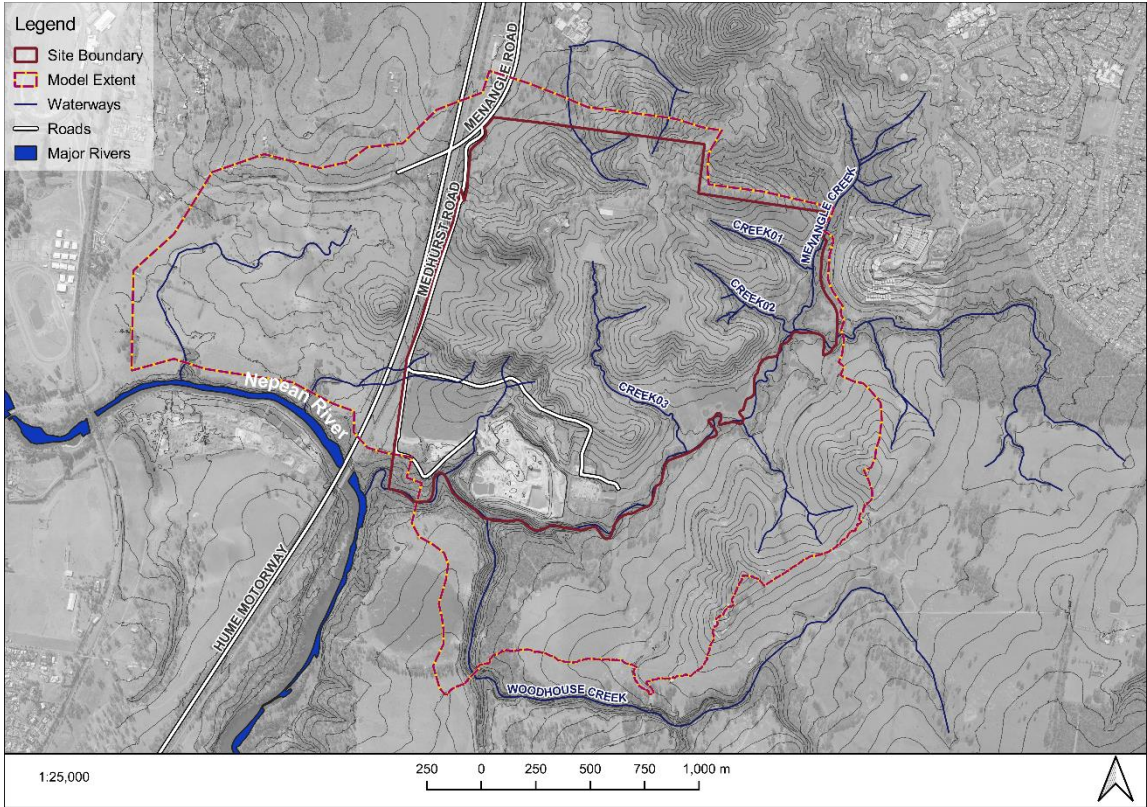 Legend
Site Boundary
Model Extent
Waterways
Roads
Major Rivers
MENANGLE ROAD
MEDHURST ROAD
MENANGLE CREEK
CREEK01
CREEK02
CREEK03
Nepean River
HUME MOTORWAY
WOODHOUSE CREEK
1:25,000
250 0 250 500 750 1,000 m